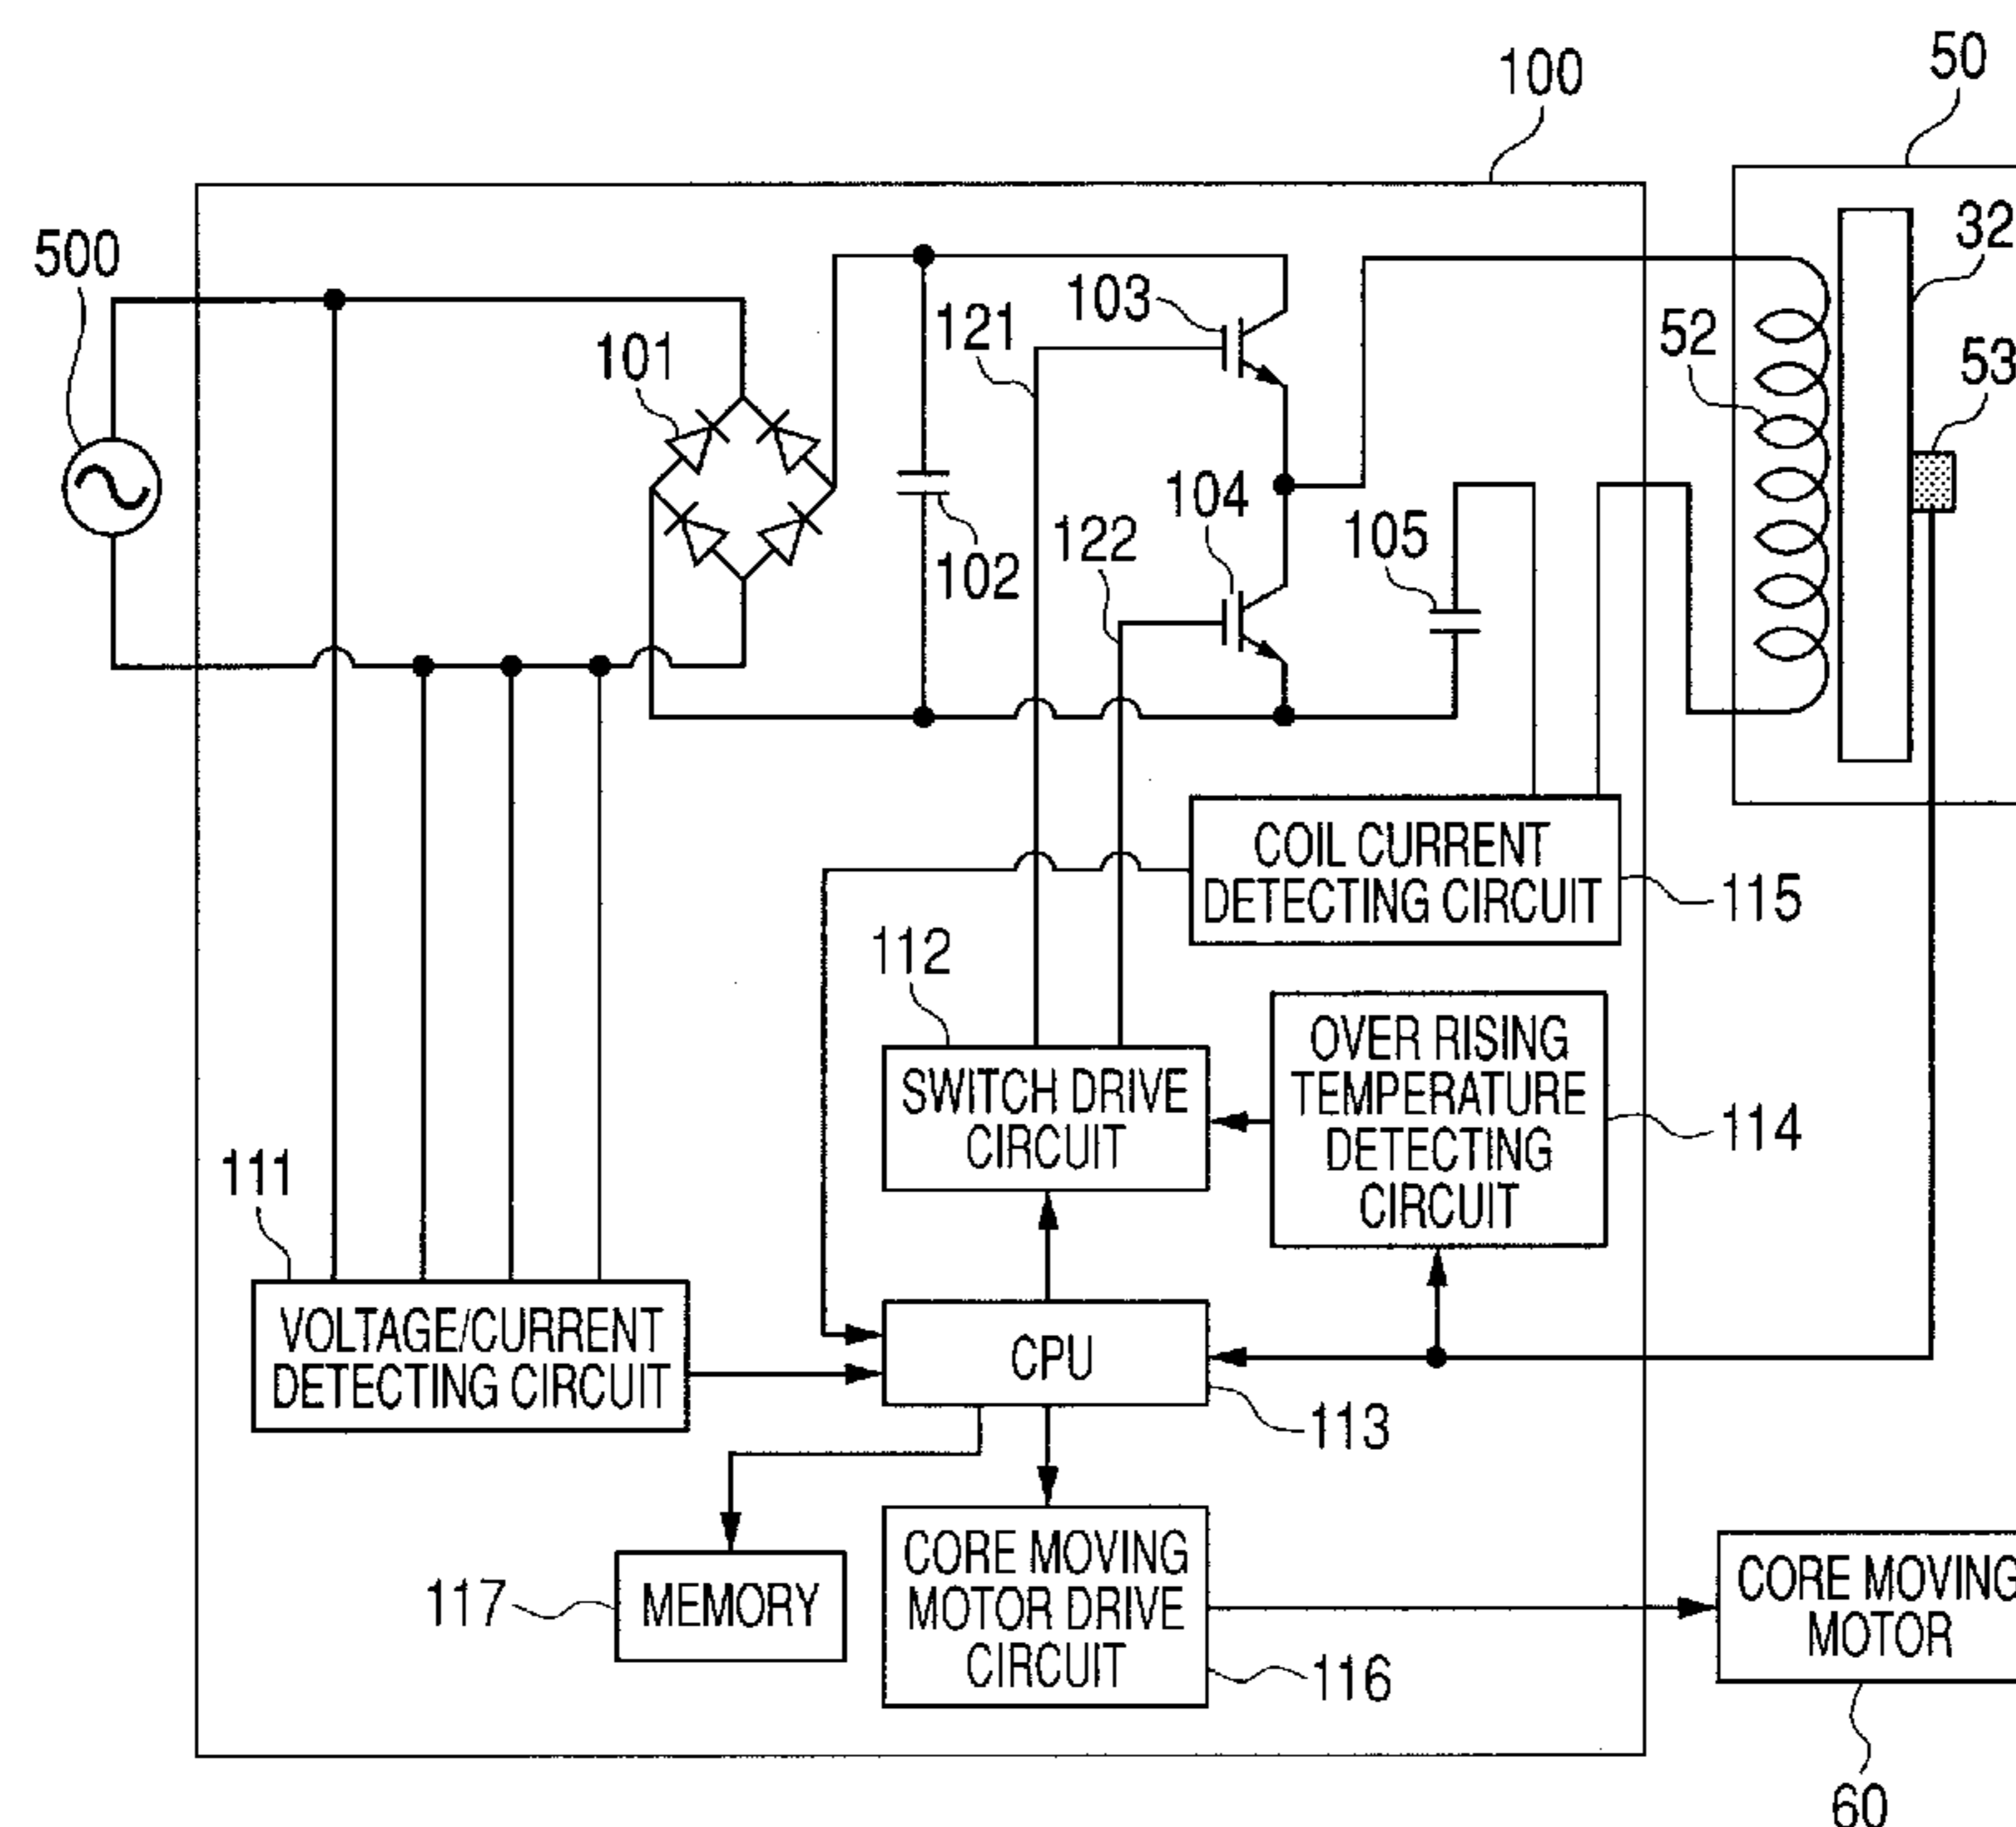 100
50
500
32
103
121
101
52
53
104
122
105
102
COIL CURRENT
DETECTING CIRCUIT
115
112
OVER RISING
TEMPERATURE
DETECTING
CIRCUIT
114
SWITCH DRIVE
CIRCUIT
111
VOLTAGE/CURRENT
DETECTING CIRCUIT
CPU
113
CORE MOVING
MOTOR DRIVE
CIRCUIT
116
117
MEMORY
CORE MOVING
MOTOR
60